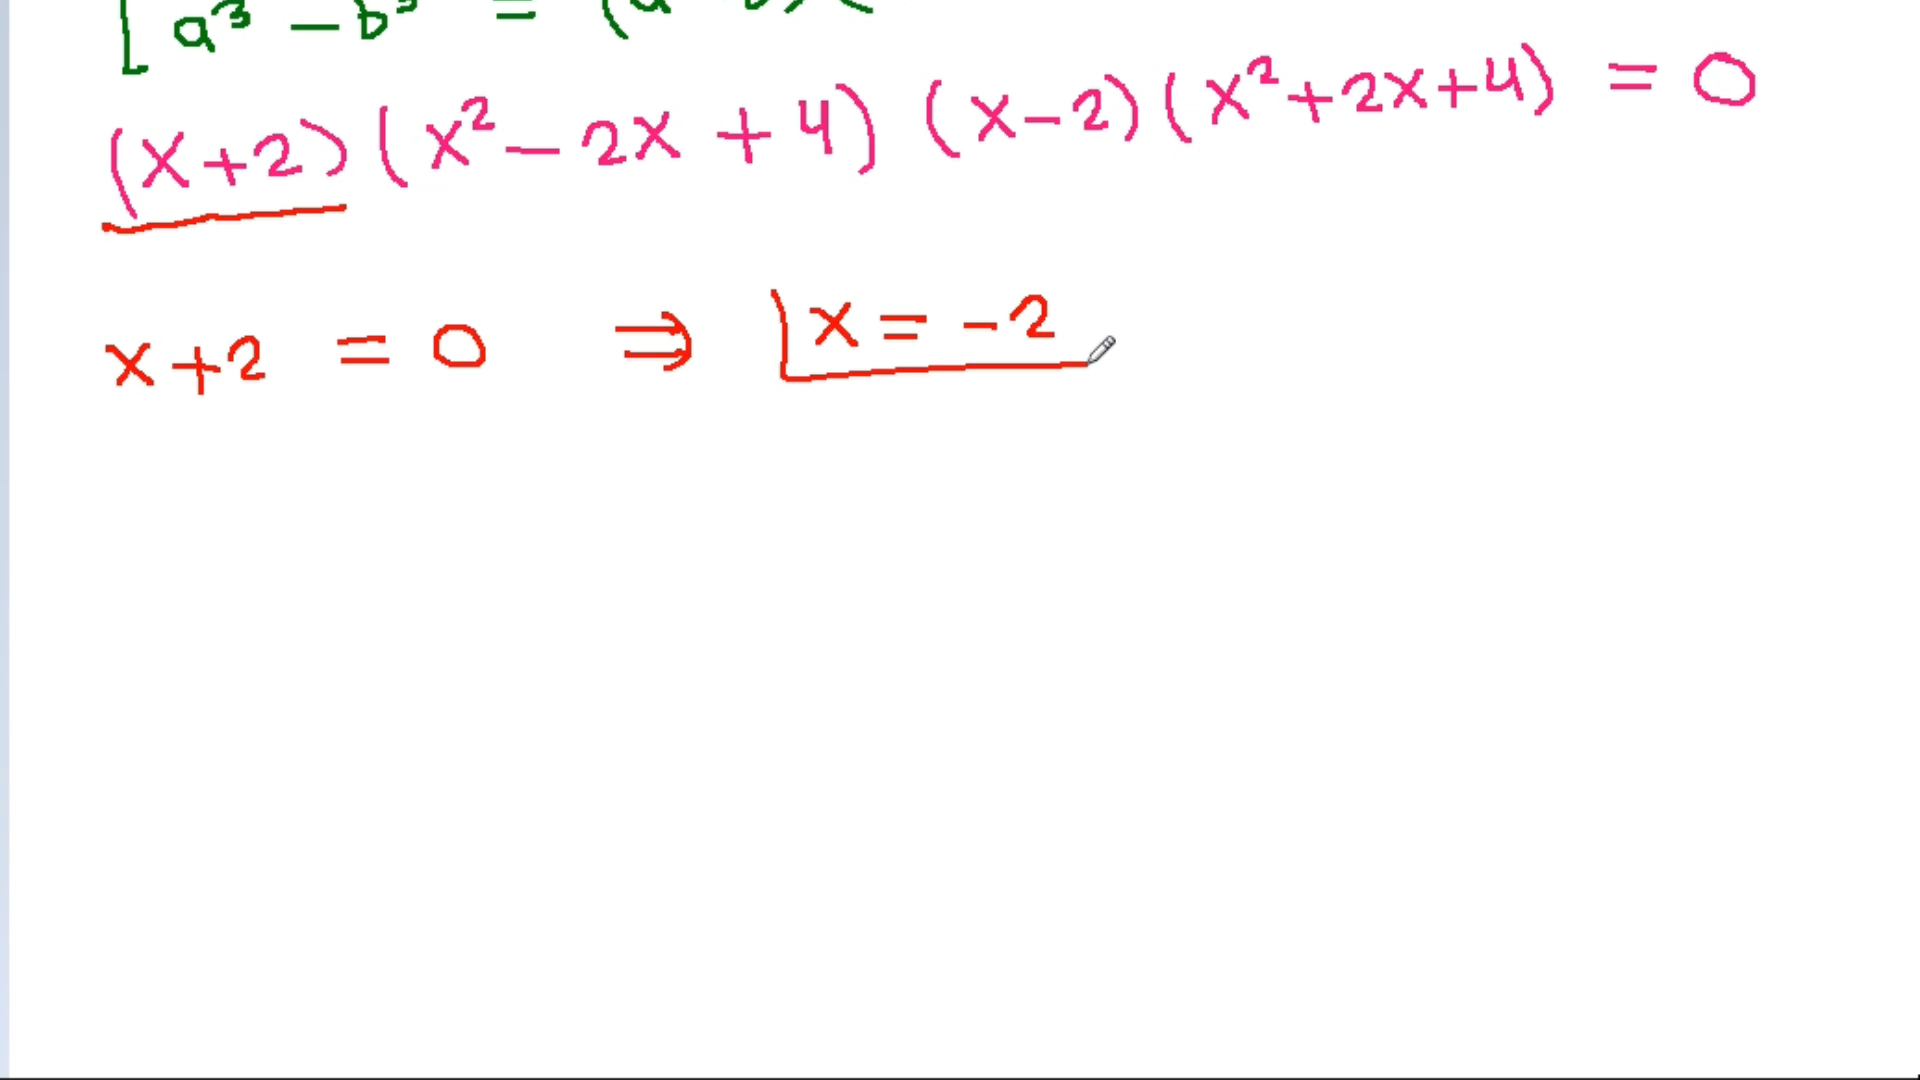 [ a³ - b³ = (a
(x+2)(x²-2x+4)(x-2)(x²+2x+4) = 0
x+2 = 0 ⇒ x = -2